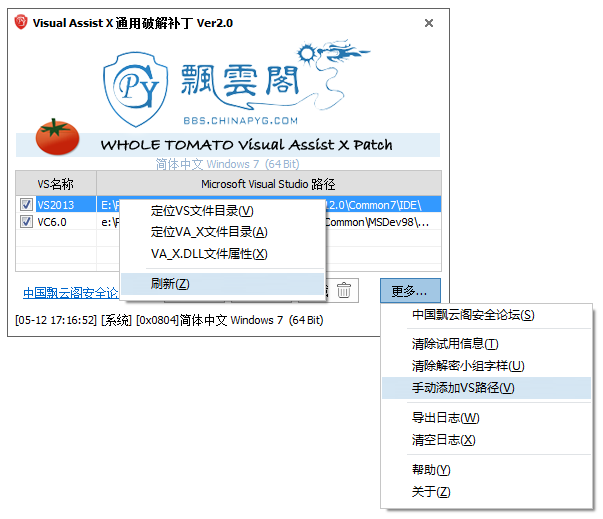 Visual Assist X 通用破解补丁 Ver2.0
PY
飄雲閣
BBS.CHINAPYG.COM
WHOLE TOMATO Visual Assist X Patch
简体中文 Windows 7 (64 Bit)
VS名称 Microsoft Visual Studio 路径
VS2013 E:\ 2.0\Common7\IDE\
VC6.0 e:\ Common\MSDev98\...
定位VS文件目录(V)
定位VA_X文件目录(A)
VA_X.DLL文件属性(X)
刷新(Z)
中国飘云阁安全论 更多...
[05-12 17:16:52] [系统] [0x0804]简体中文 Windows 7 (64 Bit)
中国飘云阁安全论坛(S)
清除试用信息(T)
清除解密小组字样(U)
手动添加VS路径(V)
导出日志(W)
清空日志(X)
帮助(Y)
关于(Z)